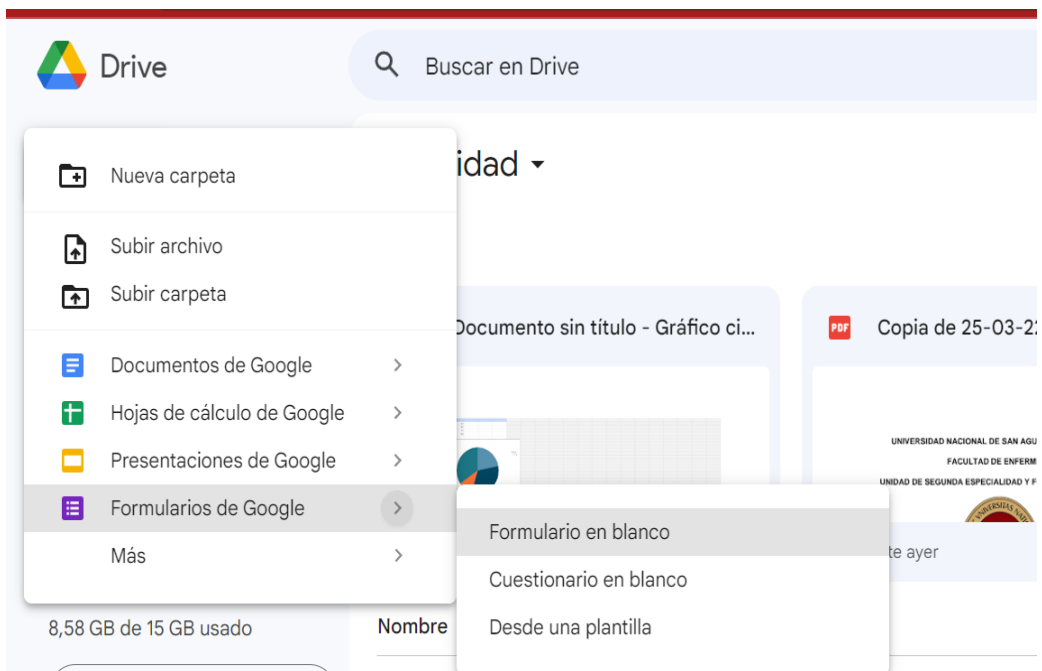 Drive
Buscar en Drive
Nueva carpeta
Subir archivo
Subir carpeta
Documentos de Google
Hojas de cálculo de Google
Presentaciones de Google
Formularios de Google
Más
8,58 GB de 15 GB usado
idad
Documento sin título - Gráfico ci...
PDF
Copia de 25-03-22
UNIVERSIDAD NACIONAL DE SAN AGU
FACULTAD DE ENFERM
UNIDAD DE SEGUNDA ESPECIALIDAD Y F
te ayer
Formulario en blanco
Cuestionario en blanco
Desde una plantilla
Nombre